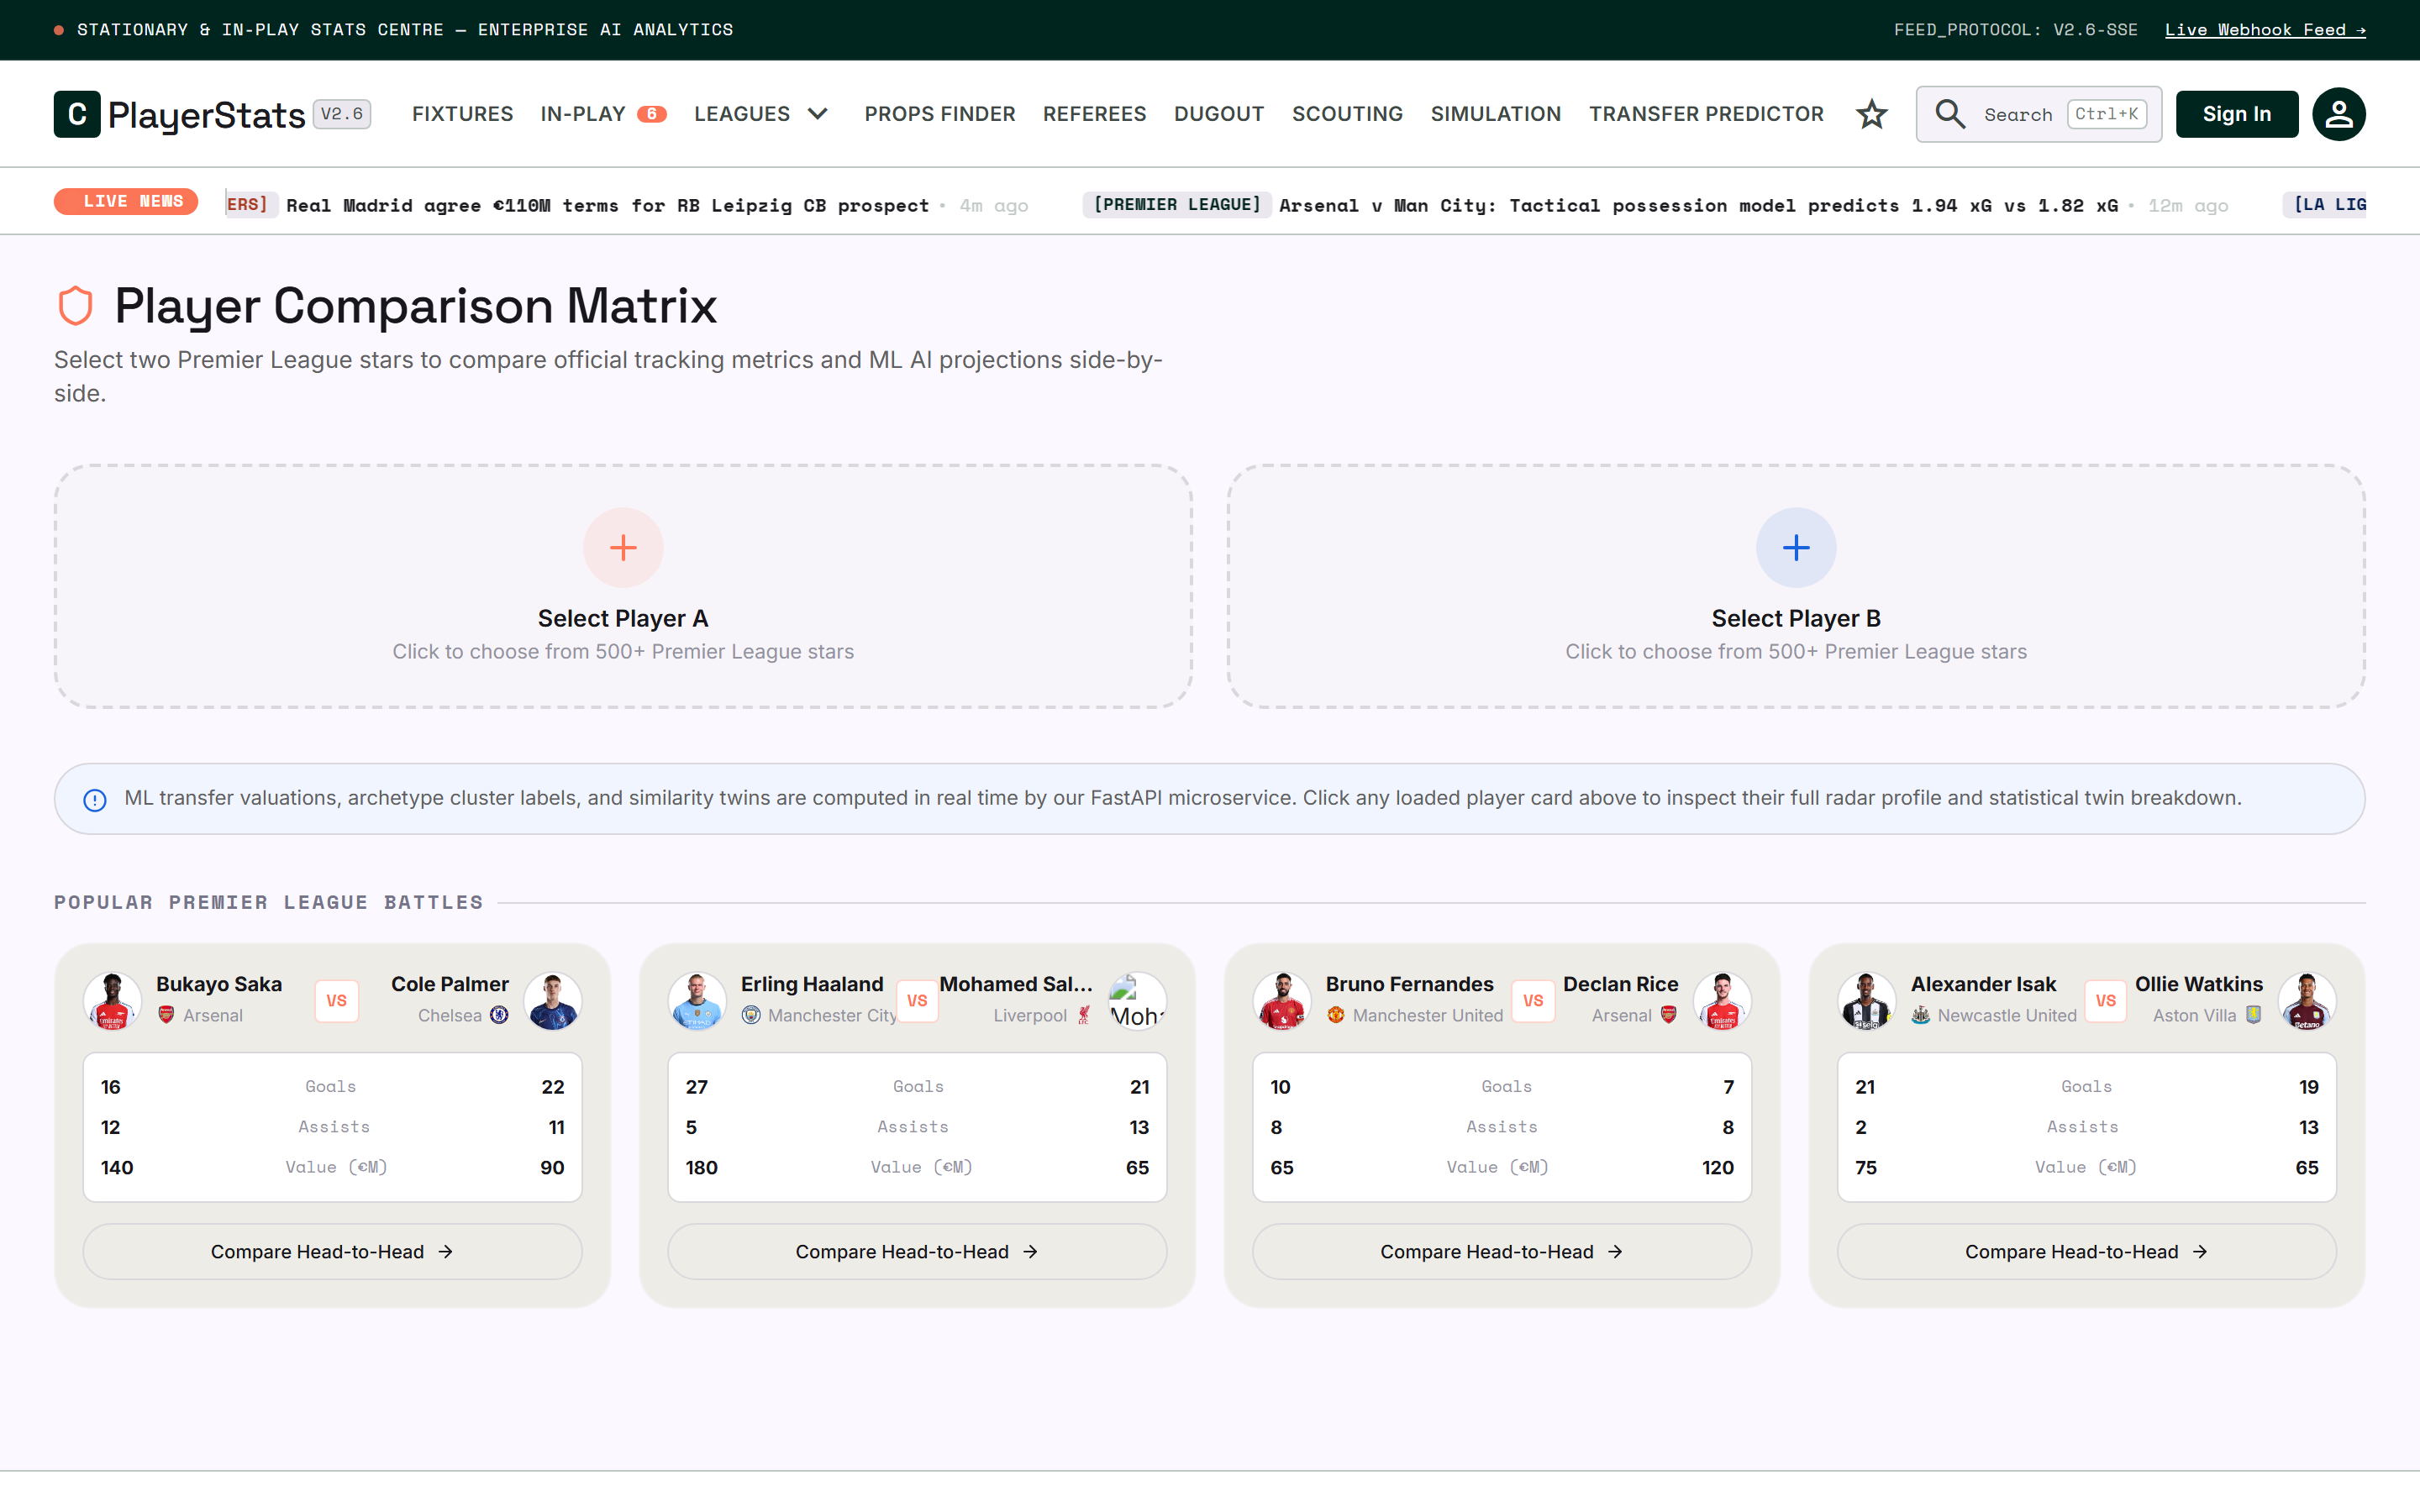 STATIONARY & IN-PLAY STATS CENTRE — ENTERPRISE AI ANALYTICS
FEED_PROTOCOL: V2.6-SSE Live Webhook Feed →
C PlayerStats V2.6 FIXTURES IN-PLAY 6 LEAGUES PROPS FINDER REFEREES DUGOUT SCOUTING SIMULATION TRANSFER PREDICTOR Search Ctrl+K Sign In
LIVE NEWS ERS] Real Madrid agree €110M terms for RB Leipzig CB prospect • 4m ago [PREMIER LEAGUE] Arsenal v Man City: Tactical possession model predicts 1.94 xG vs 1.82 xG • 12m ago [LA LIG
Player Comparison Matrix
Select two Premier League stars to compare official tracking metrics and ML AI projections side-by-
side.
Select Player A
Click to choose from 500+ Premier League stars
Select Player B
Click to choose from 500+ Premier League stars
ML transfer valuations, archetype cluster labels, and similarity twins are computed in real time by our FastAPI microservice. Click any loaded player card above to inspect their full radar profile and statistical twin breakdown.
POPULAR PREMIER LEAGUE BATTLES
Bukayo Saka VS Cole Palmer
Arsenal Chelsea
16 Goals 22
12 Assists 11
140 Value (€M) 90
Compare Head-to-Head →
Erling Haaland VS Mohamed Sal...
Manchester City Liverpool
Moh
27 Goals 21
5 Assists 13
180 Value (€M) 65
Compare Head-to-Head →
Bruno Fernandes VS Declan Rice
Manchester United Arsenal
10 Goals 7
8 Assists 8
65 Value (€M) 120
Compare Head-to-Head →
Alexander Isak VS Ollie Watkins
Newcastle United Aston Villa
21 Goals 19
2 Assists 13
75 Value (€M) 65
Compare Head-to-Head →